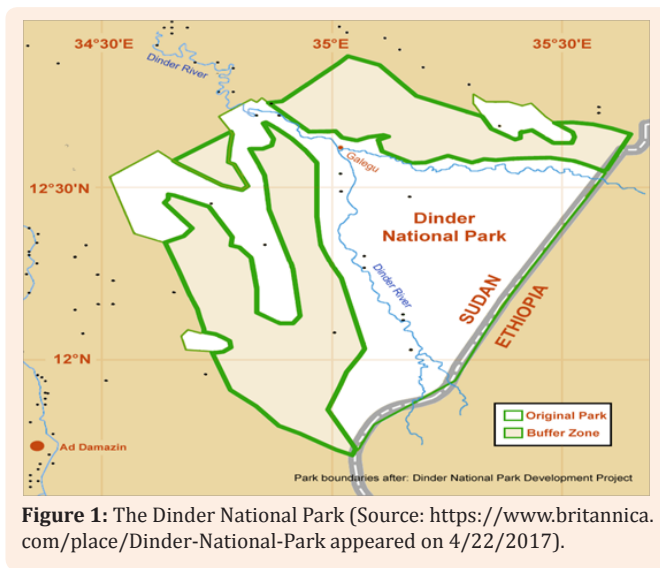 34°30'E
35°E
35°30'E
Dinder River
Galegu
12°30'N
Dinder
National Park
Dinder River
SUDAN
ETHIOPIA
12°N
Original Park
Buffer Zone
Ad Damazin
Park boundaries after: Dinder National Park Development Project
Figure 1: The Dinder National Park (Source: https://www.britannica.
com/place/Dinder-National-Park appeared on 4/22/2017).